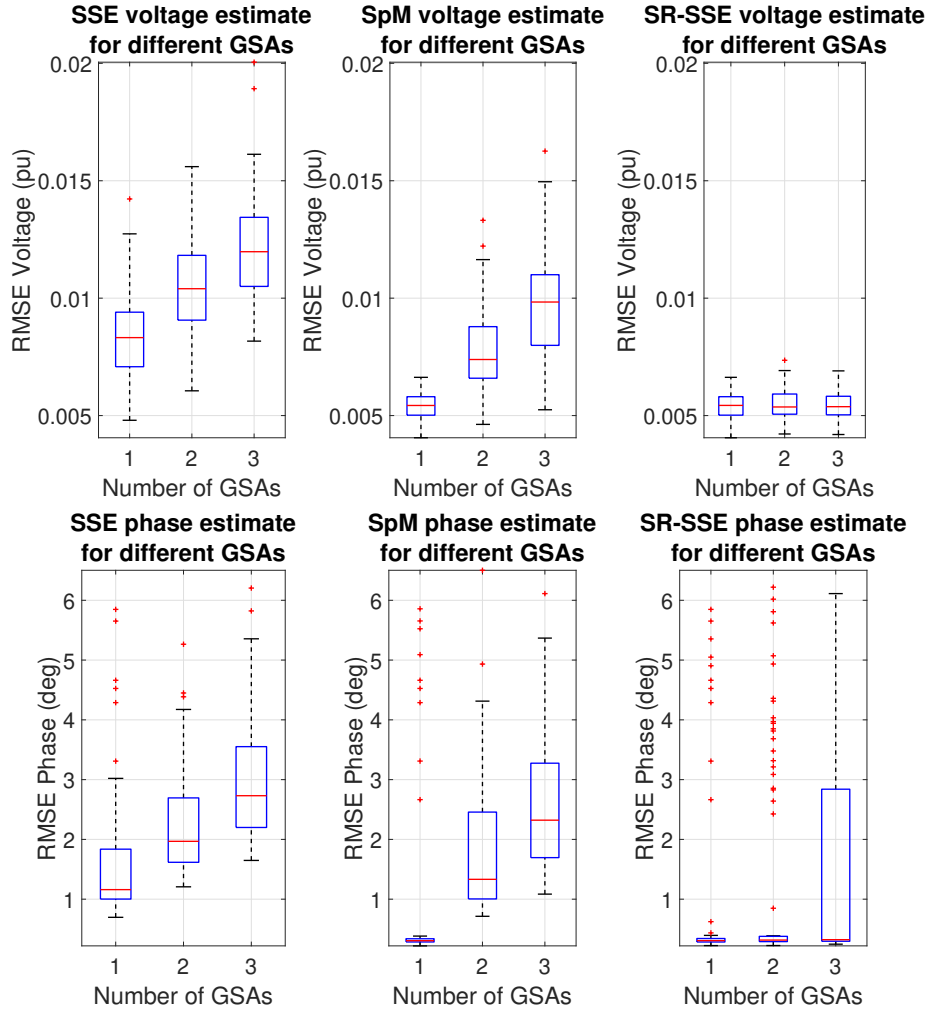 SSE voltage estimate
for different GSAs
0.02
0.015
0.01
0.005
RMSE Voltage (pu)
1 2 3
Number of GSAs
SpM voltage estimate
for different GSAs
0.02
0.015
0.01
0.005
RMSE Voltage (pu)
1 2 3
Number of GSAs
SR-SSE voltage estimate
for different GSAs
0.02
0.015
0.01
0.005
RMSE Voltage (pu)
1 2 3
Number of GSAs
SSE phase estimate
for different GSAs
6
5
4
3
2
1
RMSE Phase (deg)
1 2 3
Number of GSAs
SpM phase estimate
for different GSAs
6
5
4
3
2
1
RMSE Phase (deg)
1 2 3
Number of GSAs
SR-SSE phase estimate
for different GSAs
6
5
4
3
2
1
RMSE Phase (deg)
1 2 3
Number of GSAs